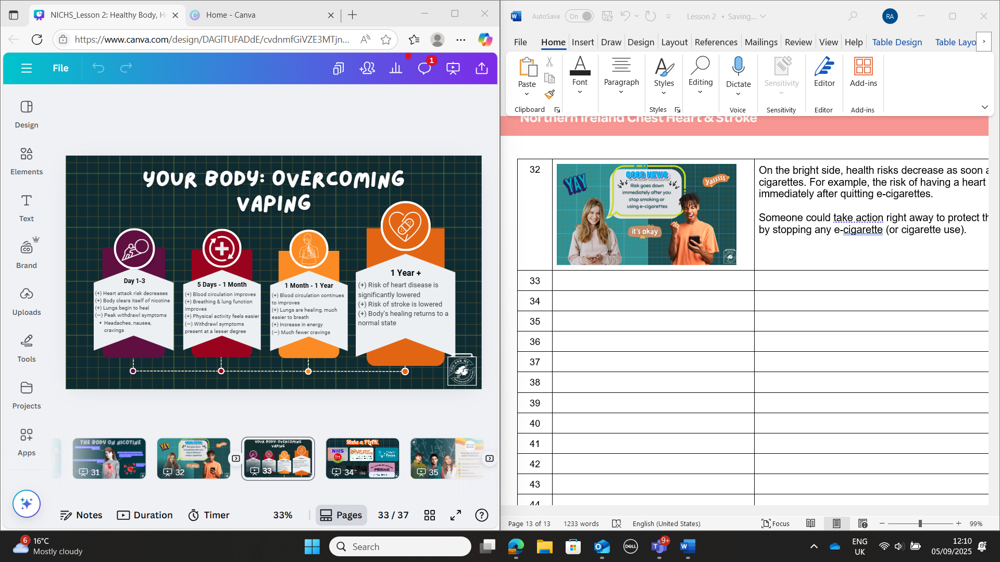 NICHS_Lesson 2: Healthy Body, H
Home - Canva
https://www.canva.com/design/DAGlTUFADdE/cvdnmfGiVZE3MTjn...
File
1
Design
Elements
Text
Brand
Uploads
Tools
Projects
Apps
YOUR BODY: OVERCOMING
VAPING
Day 1-3
(+) Heart attack risk decreases
(+) Body clears itself of nicotine
(+) Lungs begin to heal
(−) Peak withdrawl symptoms
• Headaches, nausea,
cravings
5 Days - 1 Month
(+) Blood circulation improves
(+) Breathing & lung function
improves
(+) Physical activity feels easier
(−) Withdrawl symptoms
present at a lesser degree
1 Month - 1 Year
(+) Blood circulation continues
to improves
(+) Lungs are healing, much
easier to breath
(+) Increase in energy
(−) Much fewer cravings
1 Year +
(+) Risk of heart disease is
significantly lowered
(+) Risk of stroke is lowered
(+) Body's healing returns to a
normal state
YOU AND ME
THE BODY ON NICOTINE
31
32
33
34
35
Notes
Duration
Timer
33%
Pages
33 / 37
AutoSave
On
Lesson 2 • Saving...
RA
File
Home
Insert
Draw
Design
Layout
References
Mailings
Review
View
Help
Table Design
Table Layo
Paste
Font
Paragraph
Styles
Editing
Dictate
Sensitivity
Editor
Add-ins
Clipboard
Styles
Voice
Sensitivity
Editor
Add-ins
Northern Ireland Chest Heart & Stroke
32
YAY
GOOD NEWS
Risk goes down
immediately after you
stop smoking or
using e-cigarettes
Yasssss
it's okay
On the bright side, health risks decrease as soon a
cigarettes. For example, the risk of having a heart
immediately after quitting e-cigarettes.
Someone could take action right away to protect th
by stopping any e-cigarette (or cigarette use).
33
34
35
36
37
38
39
40
41
42
43
44
Page 13 of 13
1233 words
English (United States)
Focus
99%
6
16°C
Mostly cloudy
Search
DELL
9+
ENG
UK
12:10
05/09/2025